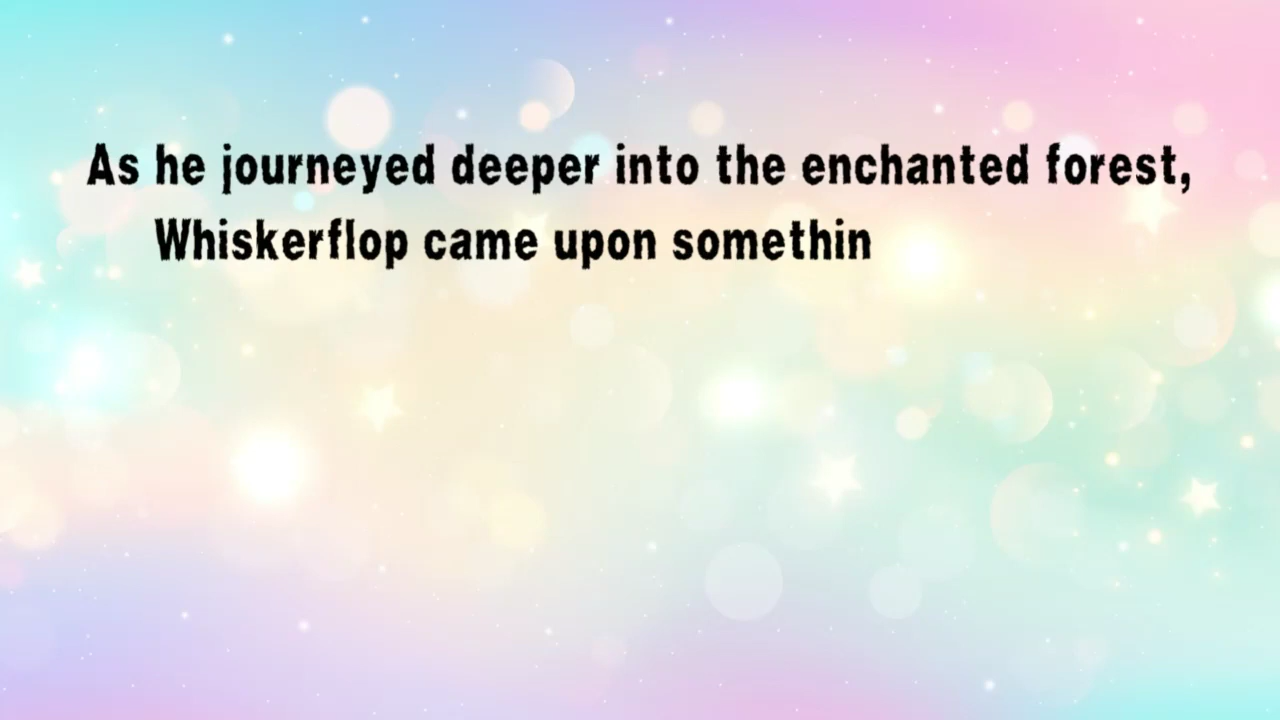 As he journeyed deeper into the enchanted forest,
Whiskerflop came upon somethin